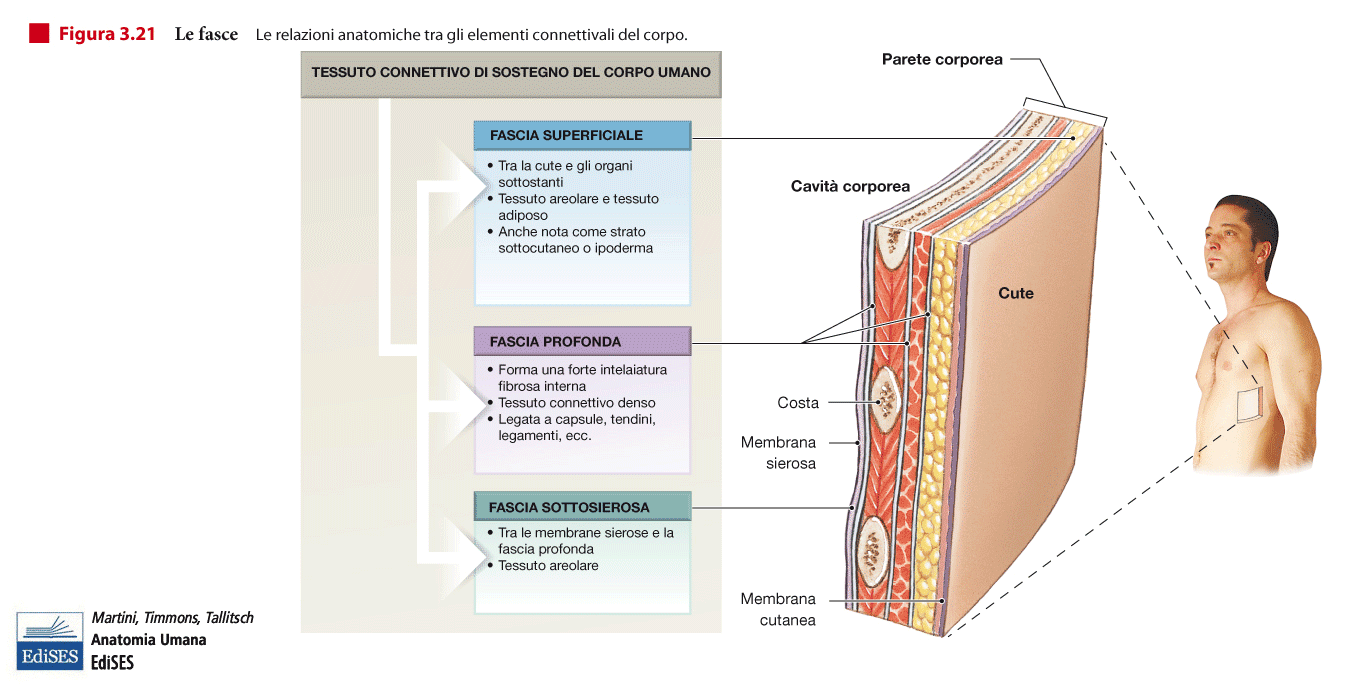 Figura 3.21 Le fasce Le relazioni anatomiche tra gli elementi connettivali del corpo.
TESSUTO CONNETTIVO DI SOSTEGNO DEL CORPO UMANO
FASCIA SUPERFICIALE
• Tra la cute e gli organi
sottostanti
• Tessuto areolare e tessuto
adiposo
• Anche nota come strato
sottocutaneo o ipoderma
FASCIA PROFONDA
• Forma una forte intelaiatura
fibrosa interna
• Tessuto connettivo denso
• Legata a capsule, tendini,
legamenti, ecc.
FASCIA SOTTOSIEROSA
• Tra le membrane sierose e la
fascia profonda
• Tessuto areolare
Parete corporea
Cavità corporea
Cute
Costa
Membrana
sierosa
Membrana
cutanea
Martini, Timmons, Tallitsch
Anatomia Umana
EdiSES
EdiSES